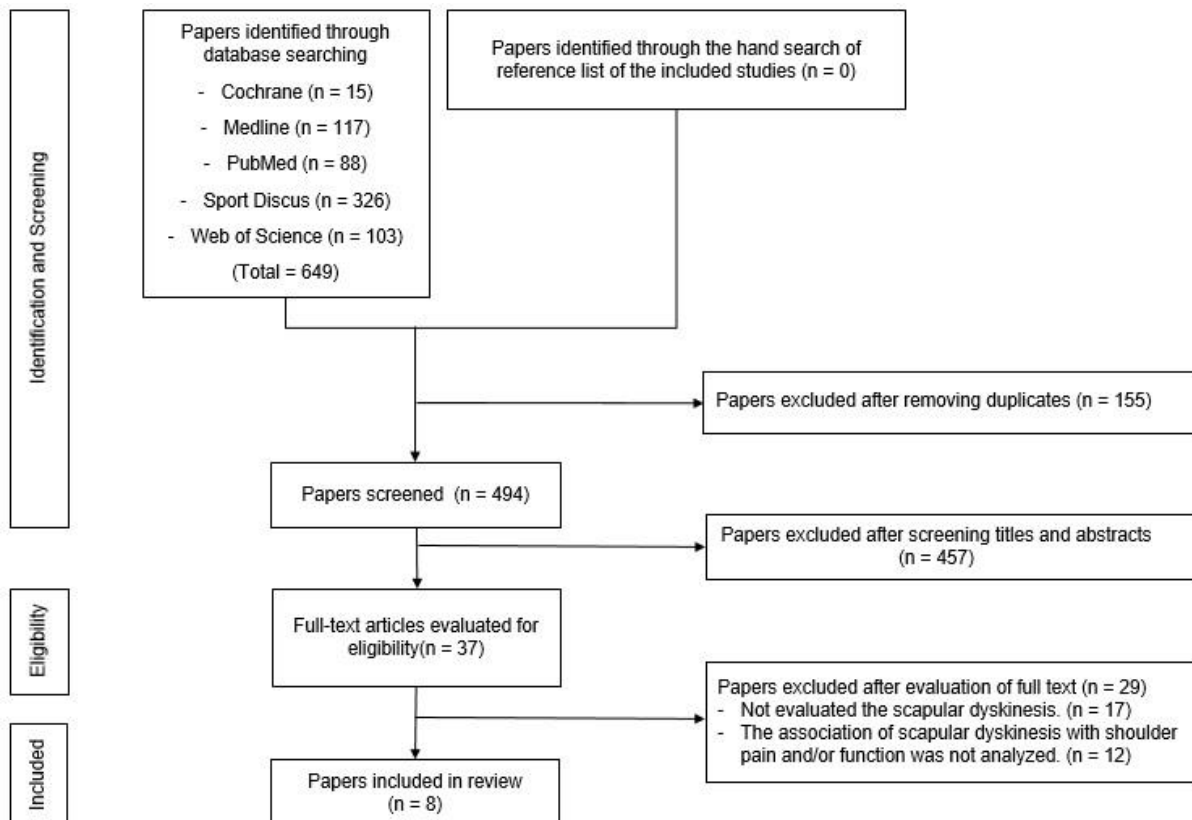 Identification and Screening
Papers identified through
database searching
- Cochrane (n = 15)
- Medline (n = 117)
- PubMed (n = 88)
- Sport Discus (n = 326)
- Web of Science (n = 103)
(Total = 649)
Papers identified through the hand search of
reference list of the included studies (n = 0)
Papers excluded after removing duplicates (n = 155)
Papers screened (n = 494)
Papers excluded after screening titles and abstracts
(n = 457)
Eligibility
Full-text articles evaluated for
eligibility(n = 37)
Papers excluded after evaluation of full text (n = 29)
- Not evaluated the scapular dyskinesis. (n = 17)
- The association of scapular dyskinesis with shoulder
pain and/or function was not analyzed. (n = 12)
Included
Papers included in review
(n = 8)